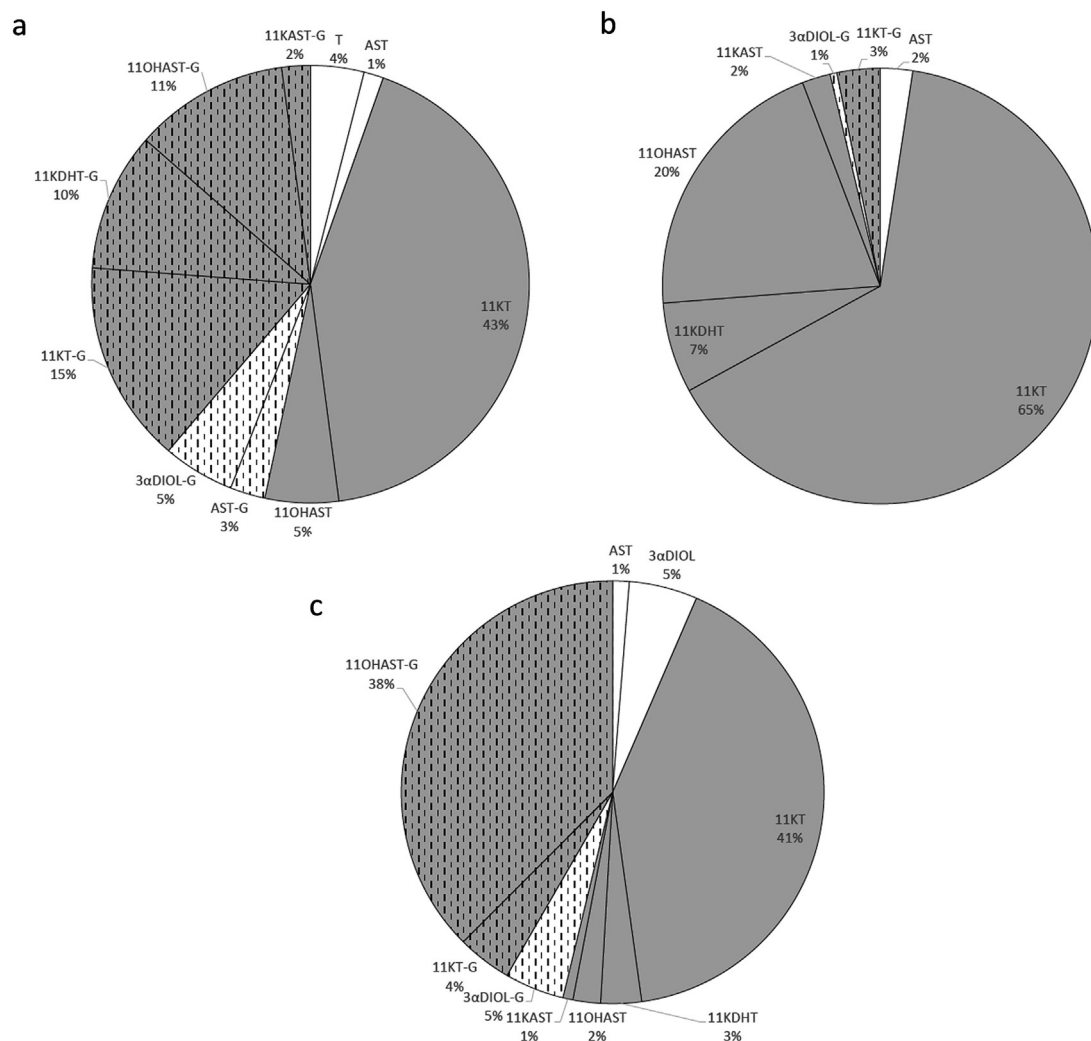 a
11KAST-G
2%
T
4%
AST
1%
11KT
43%
11OHAST
5%
AST-G
3%
3αDIOL-G
5%
11KT-G
15%
11KDHT-G
10%
11OHAST-G
11%
b
11KAST
2%
3αDIOL-G
1%
11KT-G
3%
AST
2%
11KT
65%
11KDHT
7%
11OHAST
20%
c
AST
1%
3αDIOL
5%
11KT
41%
11KDHT
3%
11OHAST
2%
11KAST
1%
3αDIOL-G
5%
11KT-G
4%
11OHAST-G
38%